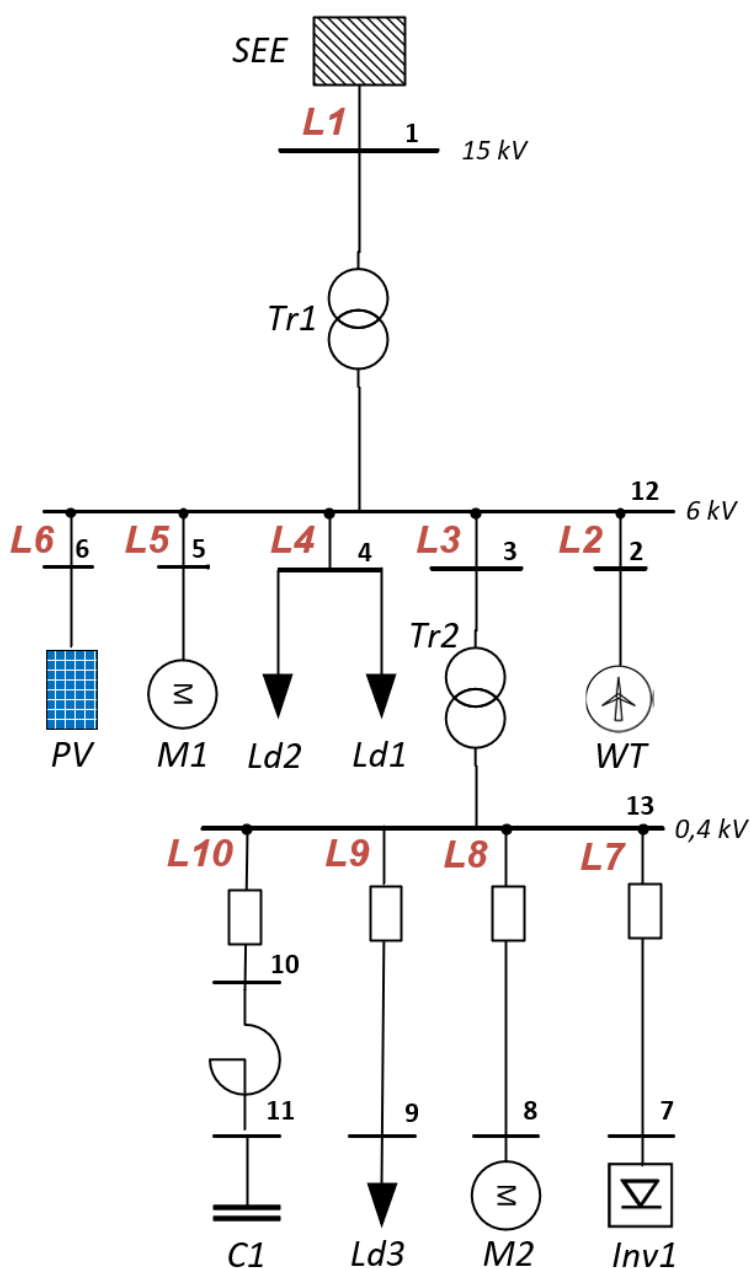 SEE
L1 1 15 kV
Tr1
12 6 kV
L6 6 L5 5 L4 4 L3 3 L2 2
Tr2
M
PV M1 Ld2 Ld1 WT
13 0,4 kV
L10 L9 L8 L7
10
11 9 8 7
M
C1 Ld3 M2 Inv1